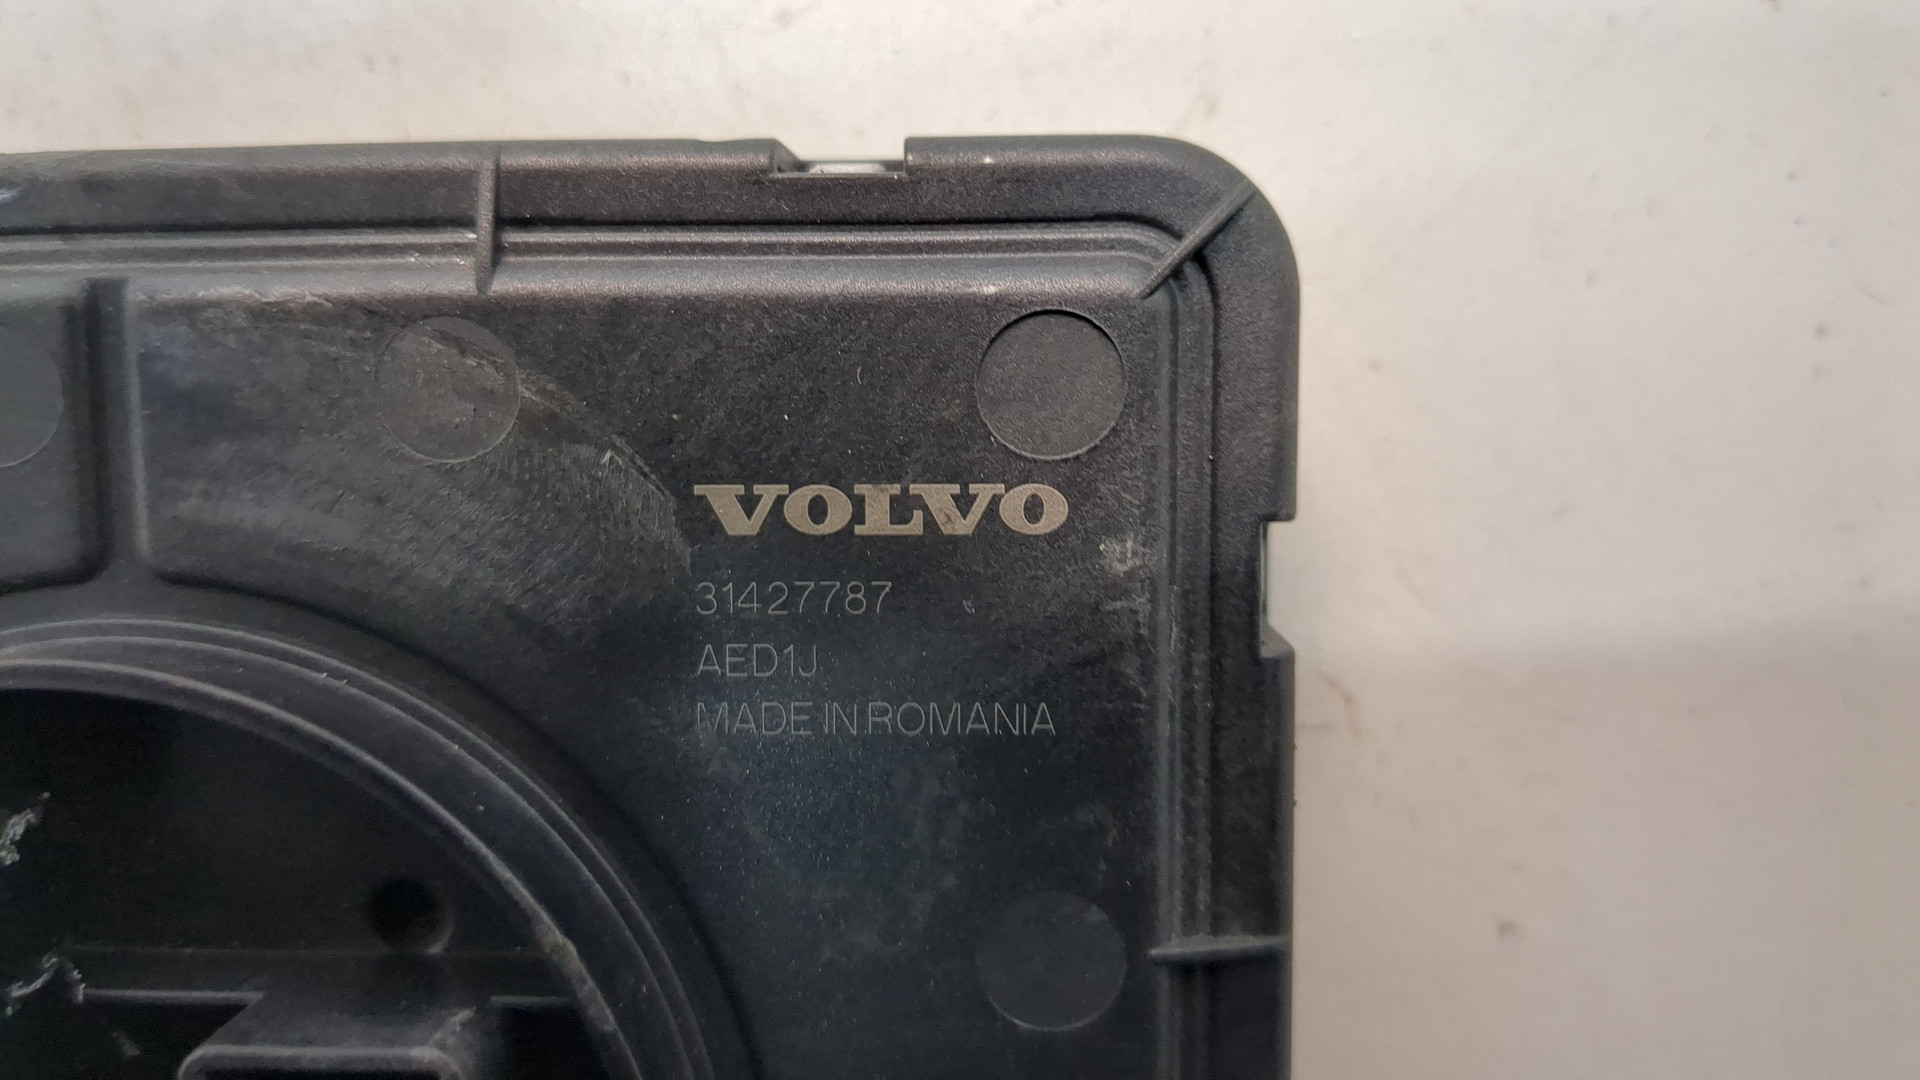 VOLVO
31427787
AED1J
MADE IN ROMANIA